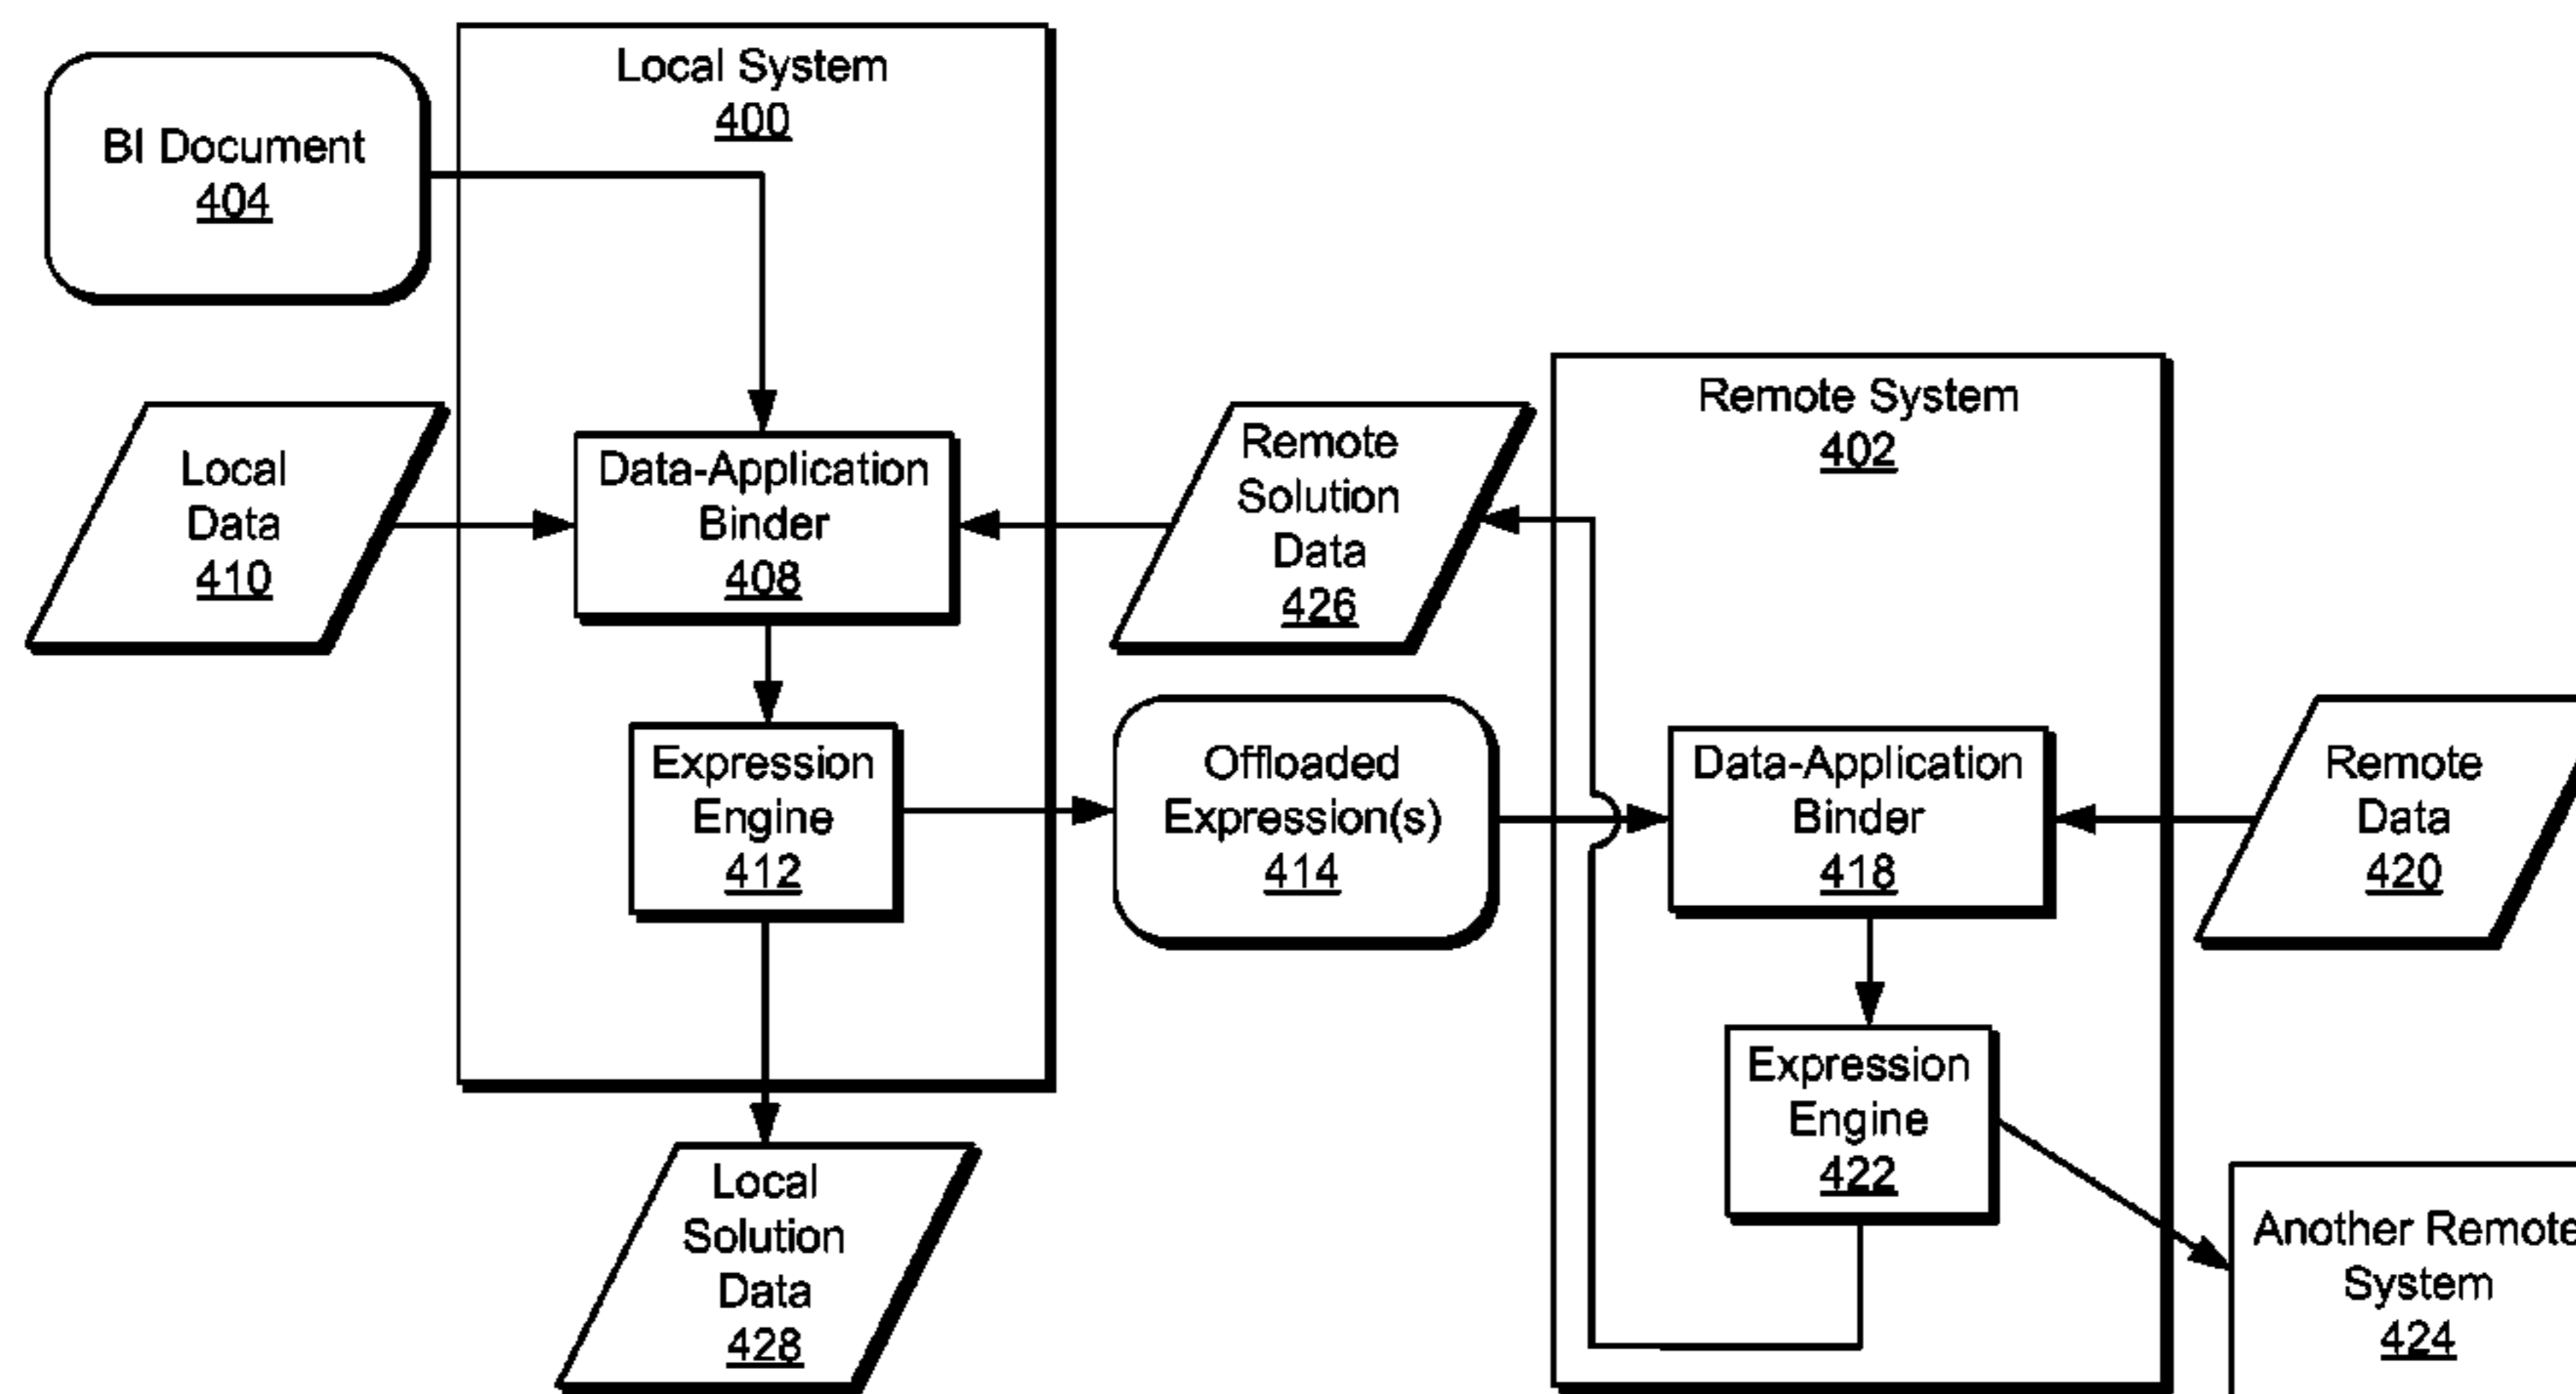 Local System
400
BI Document
404
Local
Data
410
Data-Application
Binder
408
Remote
Solution
Data
426
Remote System
402
Expression
Engine
412
Offloaded
Expression(s)
414
Data-Application
Binder
418
Remote
Data
420
Expression
Engine
422
Local
Solution
Data
428
Another Remote
System
424